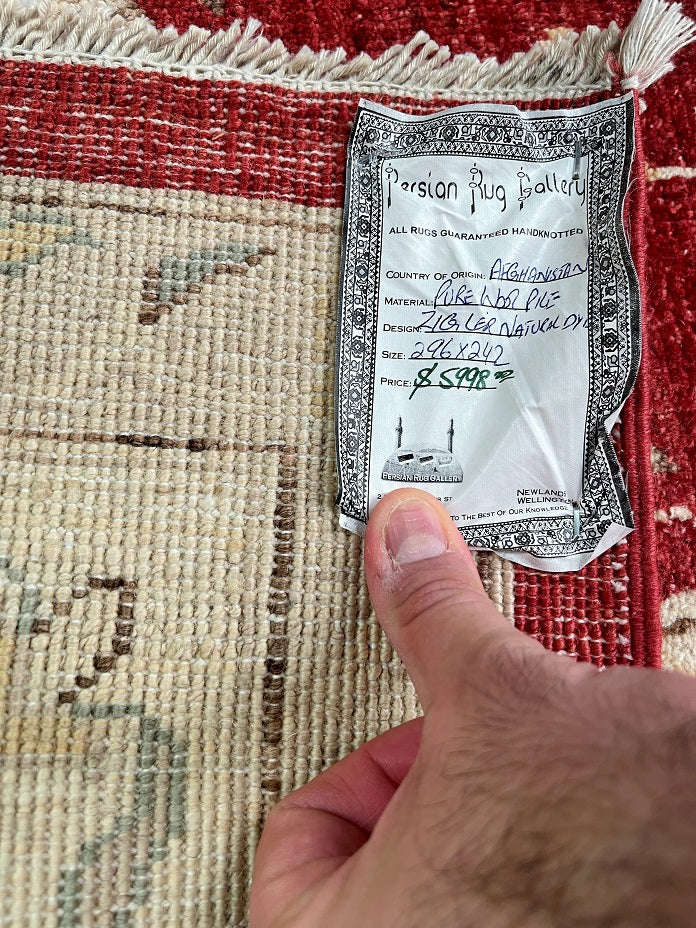 Persian Rug Gallery
ALL RUGS GUARANTEED HANDKNOTTED
COUNTRY OF ORIGIN: AFGHANISTAN
MATERIAL: PURE WOOL PILE
DESIGN: ZIGLER NATURAL DYE
SIZE: 296 X 242
PRICE: $5998.00
PERSIAN RUG GALLERY
ST NEWLANDS
WELLINGTON
TO THE BEST OF OUR KNOWLEDGE